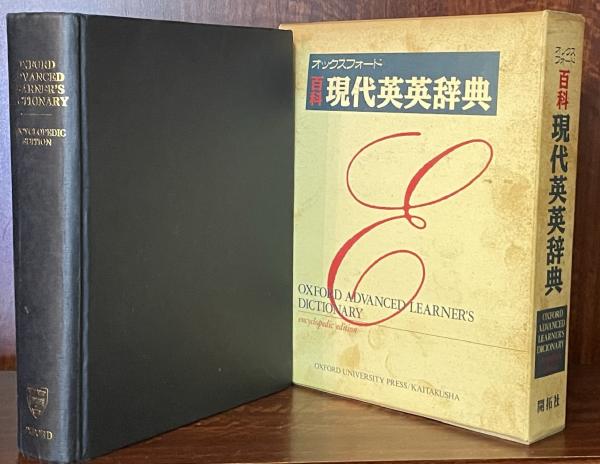 OXFORD
ADVANCED
LEARNER'S
DICTIONARY
ENCYCLOPEDIC
EDITION
OXFORD
オックスフォード
百科
現代英英辞典
E
OXFORD ADVANCED LEARNER'S
DICTIONARY
encyclopedic edition
OXFORD UNIVERSITY PRESS/KAITAKUSHA
オックス
フォード
百科
現代英英辞典
OXFORD
ADVANCED
LEARNER'S
DICTIONARY
開拓社